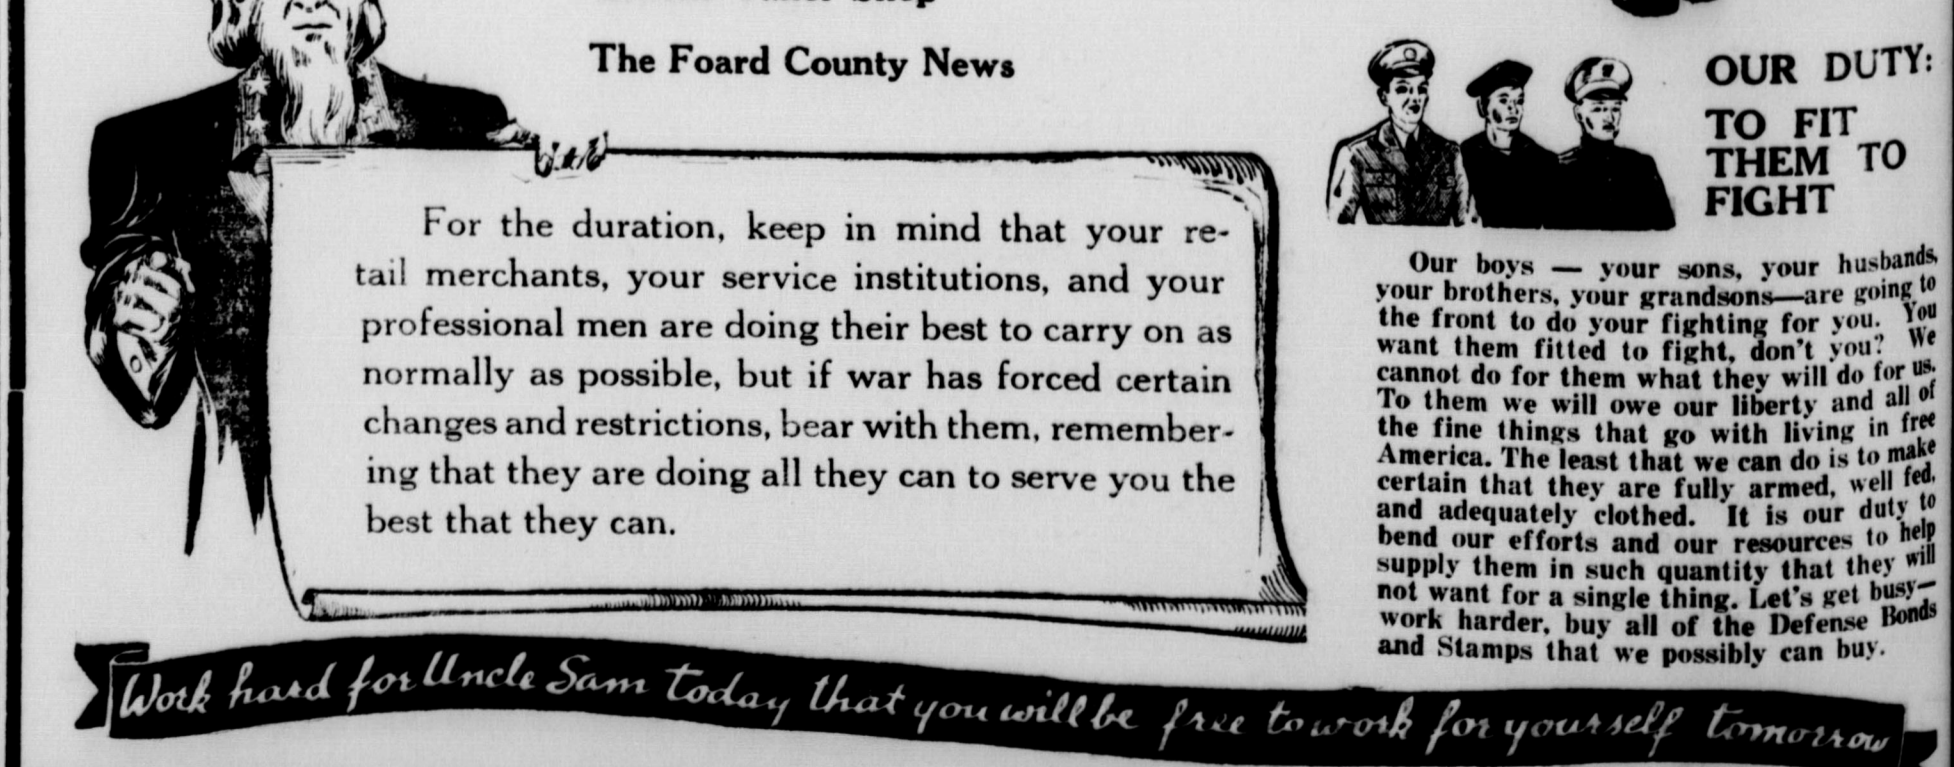 Shop
The Foard County News
For the duration, keep in mind that your re-
tail merchants, your service institutions, and your
professional men are doing their best to carry on as
normally as possible, but if war has forced certain
changes and restrictions, bear with them, remember-
ing that they are doing all they can to serve you the
best that they can.
OUR DUTY:
TO FIT
THEM TO
FIGHT
Our boys — your sons, your husbands,
your brothers, your grandsons—are going to
the front to do your fighting for you. You
want them fitted to fight, don't you? We
cannot do for them what they will do for us.
To them we will owe our liberty and all of
the fine things that go with living in free
America. The least that we can do is to make
certain that they are fully armed, well fed,
and adequately clothed. It is our duty to
bend our efforts and our resources to help
supply them in such quantity that they will
not want for a single thing. Let's get busy—
work harder, buy all of the Defense Bonds
and Stamps that we possibly can buy.
Work hard for Uncle Sam today that you will be free to work for yourself tomorrow